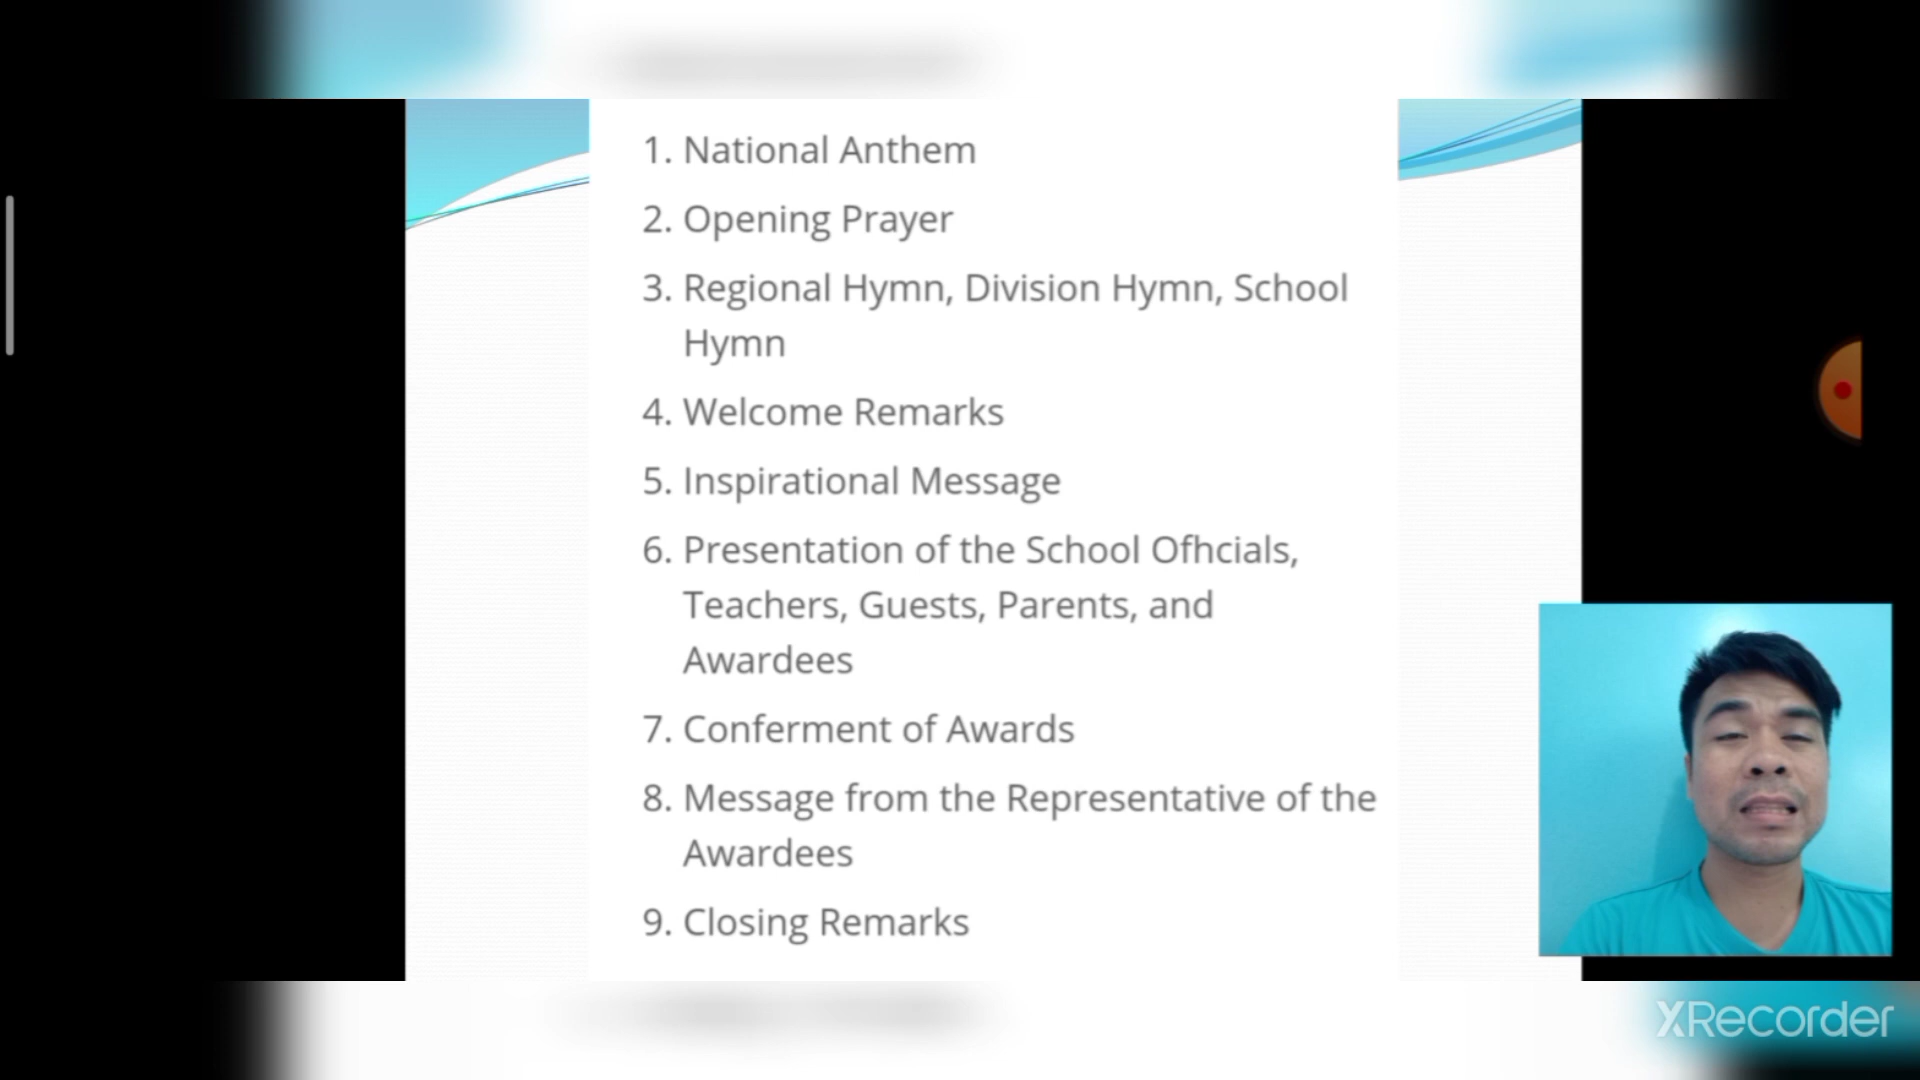 1. National Anthem
2. Opening Prayer
3. Regional Hymn, Division Hymn, School
Hymn
4. Welcome Remarks
5. Inspirational Message
6. Presentation of the School Ofhcials,
Teachers, Guests, Parents, and
Awardees
7. Conferment of Awards
8. Message from the Representative of the
Awardees
9. Closing Remarks
XRecorder